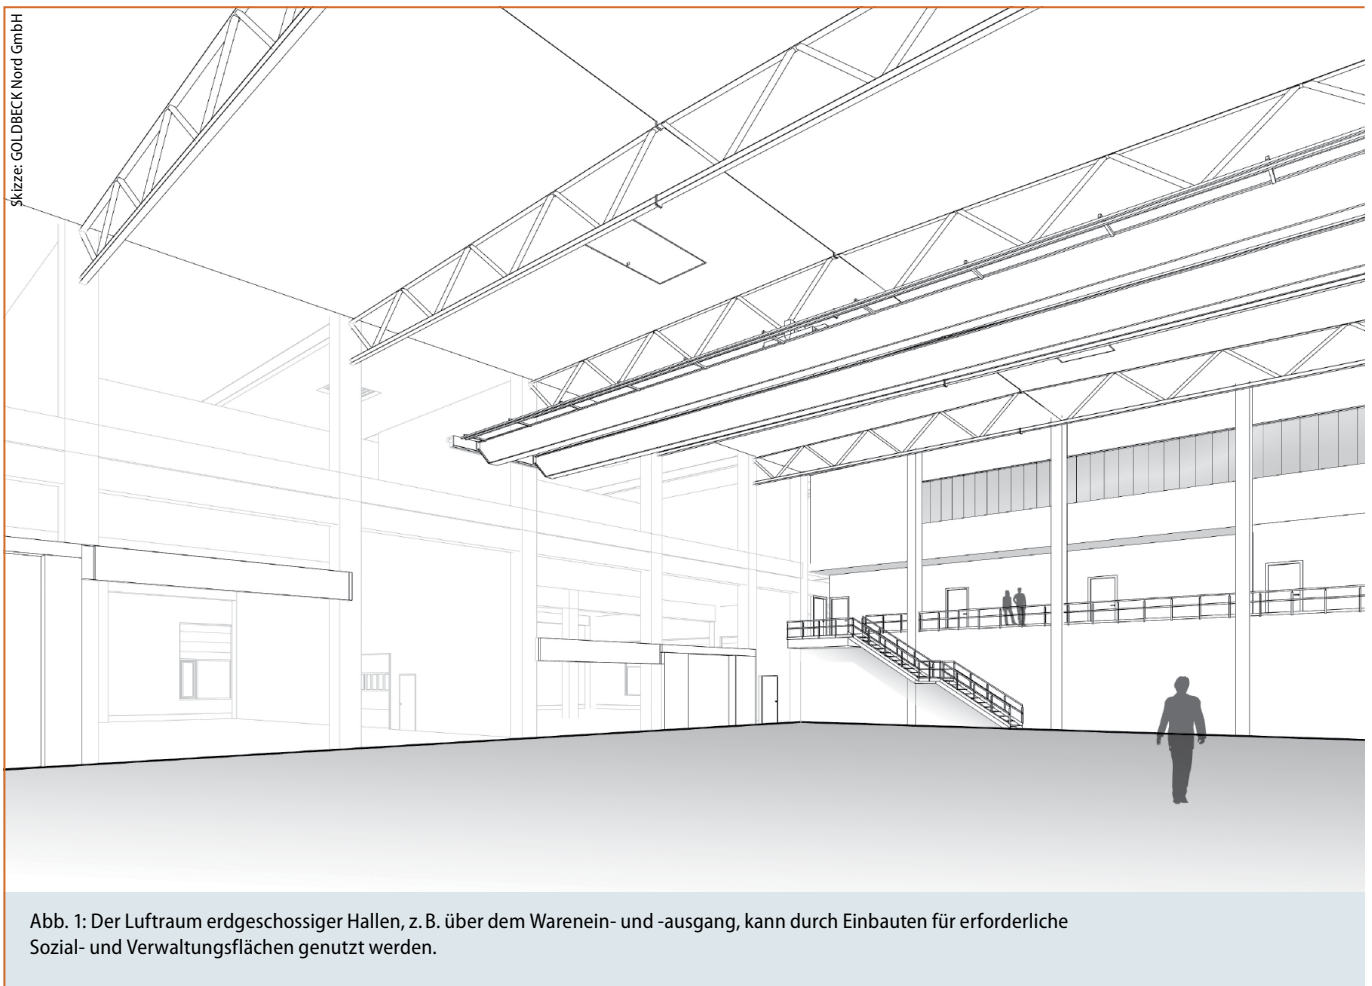 Skizze: GOLDBECK Nord GmbH
Abb. 1: Der Luftraum erdgeschossiger Hallen, z. B. über dem Warenein- und -ausgang, kann durch Einbauten für erforderliche
Sozial- und Verwaltungsflächen genutzt werden.